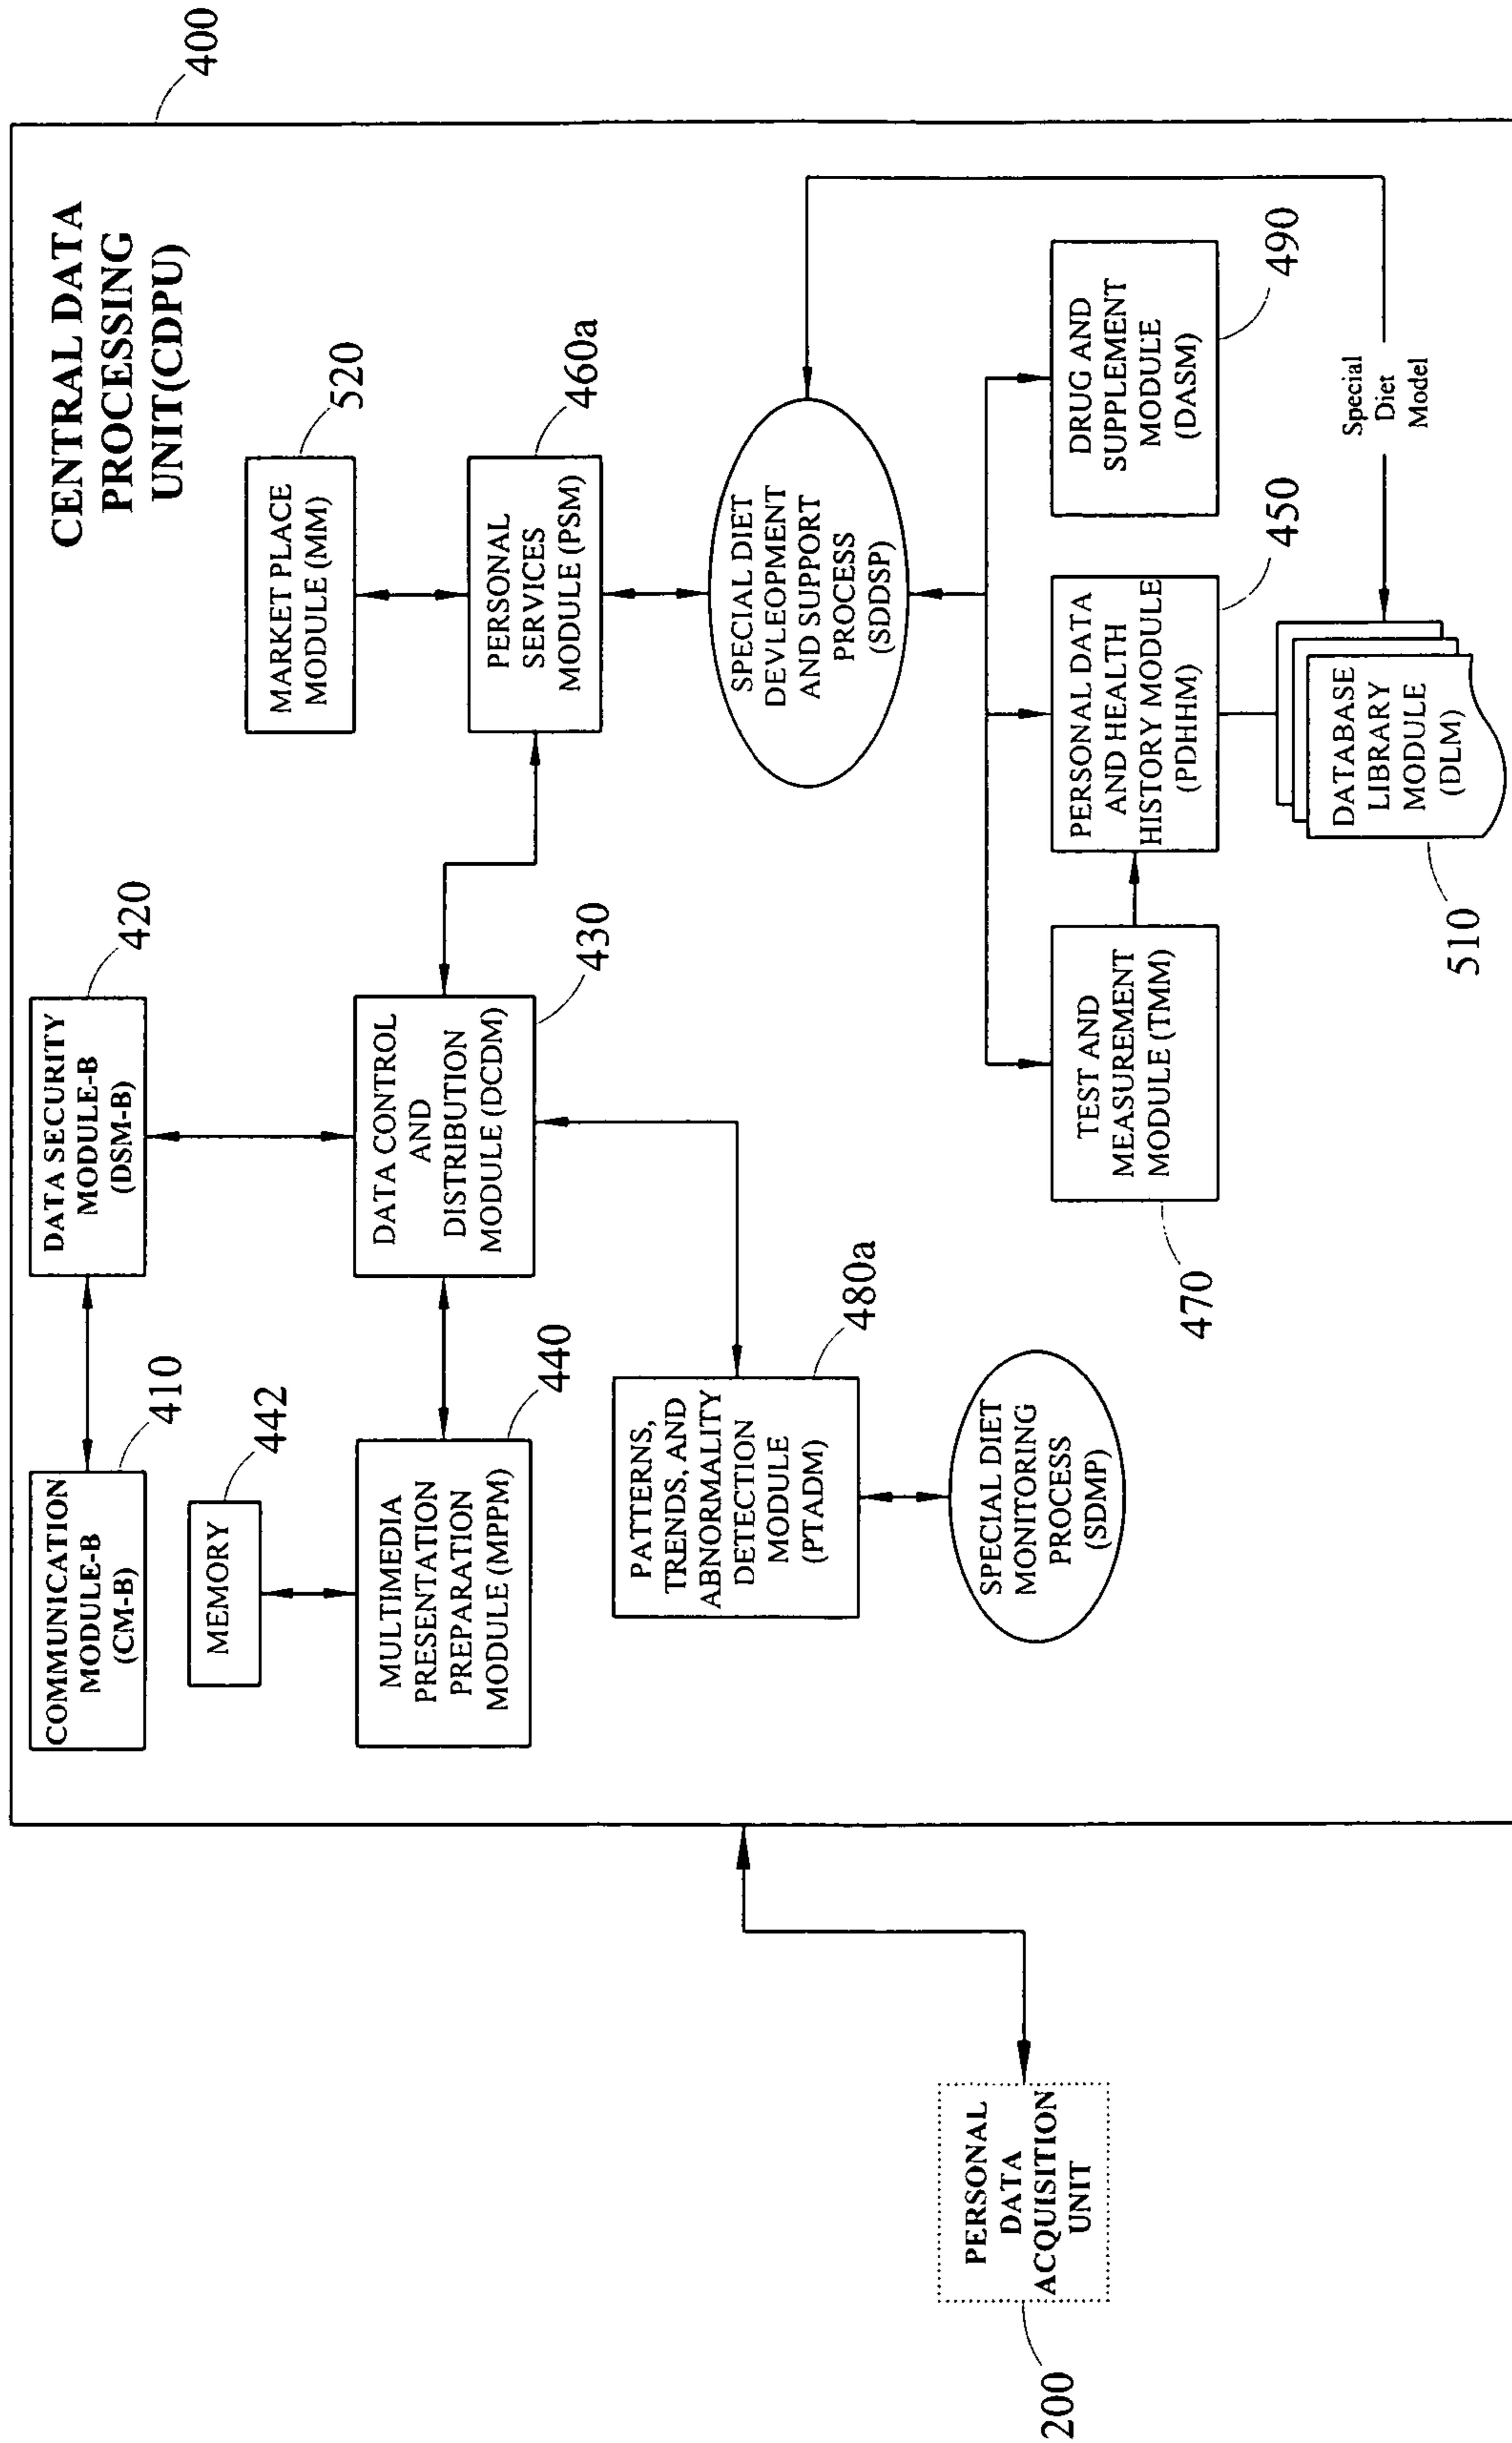 400
CENTRAL DATA
PROCESSING
UNIT(CDPU)
COMMUNICATION
MODULE-B
(CM-B)
410
DATA SECURITY
MODULE-B
(DSM-B)
420
MEMORY
442
MULTIMEDIA
PRESENTATION
PREPARATION
MODULE (MPPM)
440
DATA CONTROL
AND
DISTRIBUTION
MODULE (DCDM)
430
MARKET PLACE
MODULE (MM)
520
PERSONAL
SERVICES
MODULE (PSM)
460a
PATTERNS,
TRENDS, AND
ABNORMALITY
DETECTION
MODULE
(PTADM)
480a
SPECIAL DIET
MONITORING
PROCESS
(SDMP)
SPECIAL DIET
DEVLEOPMENT
AND SUPPORT
PROCESS
(SDDSP)
TEST AND
MEASUREMENT
MODULE (TMM)
470
PERSONAL DATA
AND HEALTH
HISTORY MODULE
(PDHHM)
450
DRUG AND
SUPPLEMENT
MODULE
(DASM)
490
DATABASE
LIBRARY
MODULE
(DLM)
510
Special
Diet
Model
PERSONAL
DATA
ACQUISITION
UNIT
200